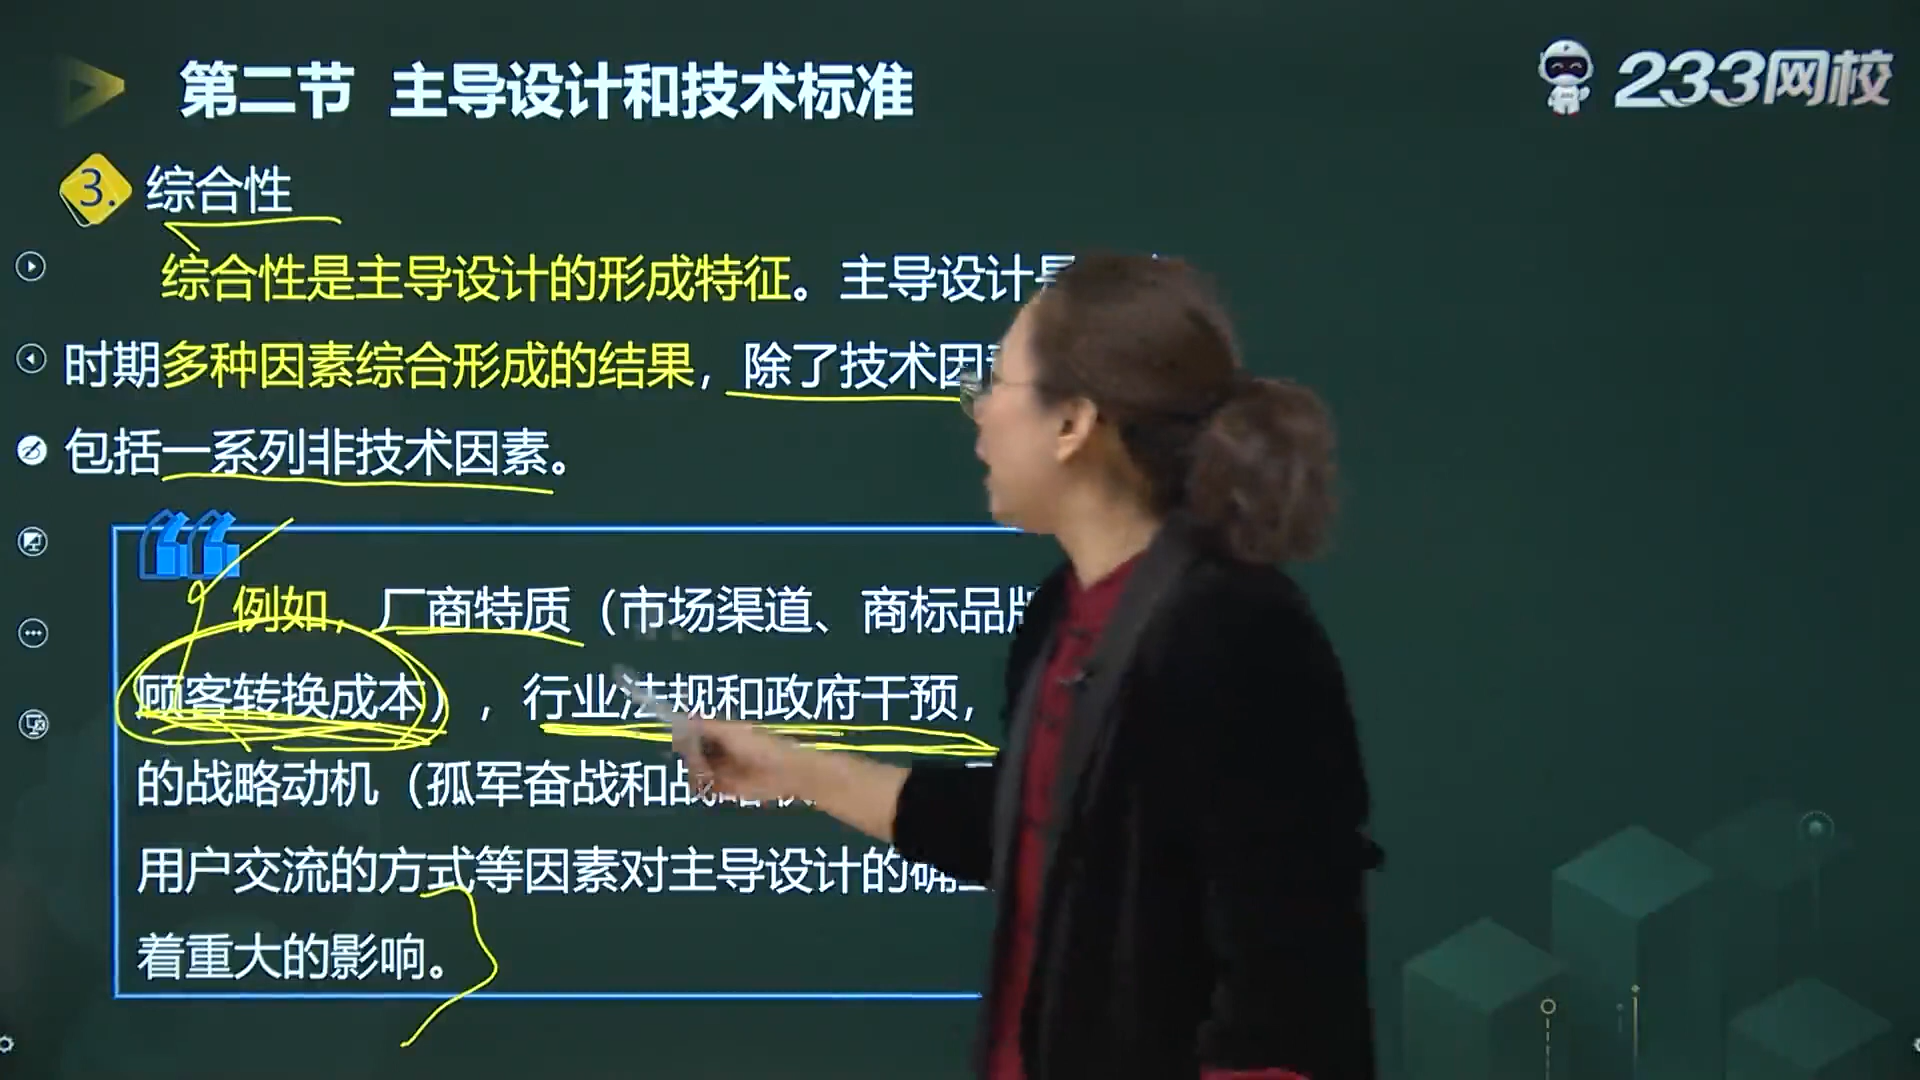 第二节 主导设计和技术标准
233网校
3. 综合性
综合性是主导设计的形成特征。主导设计是
时期多种因素综合形成的结果，除了技术因
包括一系列非技术因素。
例如，厂商特质（市场渠道、商标品牌
顾客转换成本），行业法规和政府干预，
的战略动机（孤军奋战和战略
用户交流的方式等因素对主导设计的确
着重大的影响。